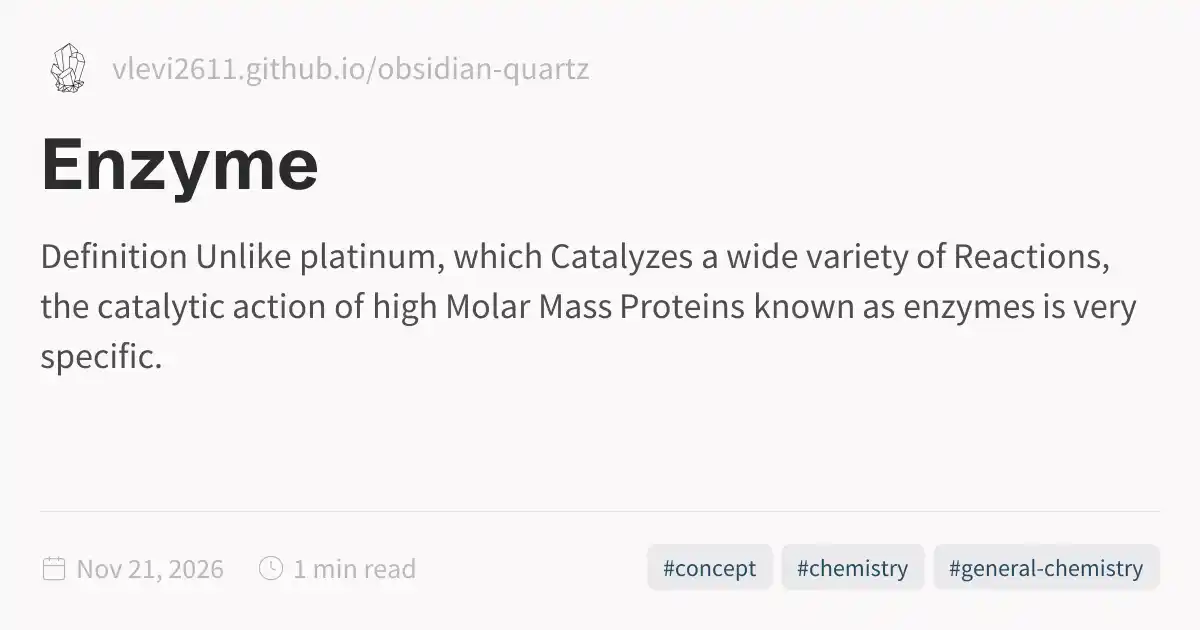 vlevi2611.github.io/obsidian-quartz
Enzyme
Definition Unlike platinum, which Catalyzes a wide variety of Reactions,
the catalytic action of high Molar Mass Proteins known as enzymes is very
specific.
Nov 21, 2026 1 min read #concept #chemistry #general-chemistry